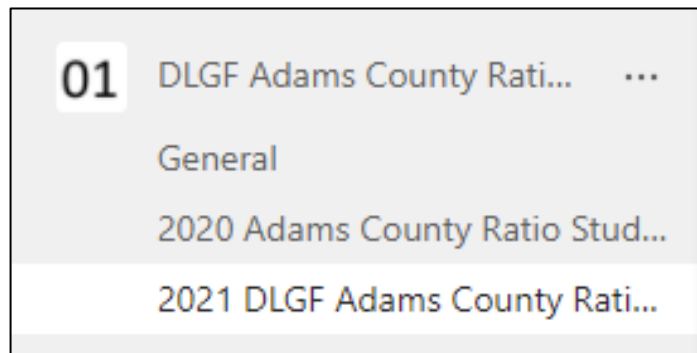 01 DLGF Adams County Rati... ...
General
2020 Adams County Ratio Stud...
2021 DLGF Adams County Rati...